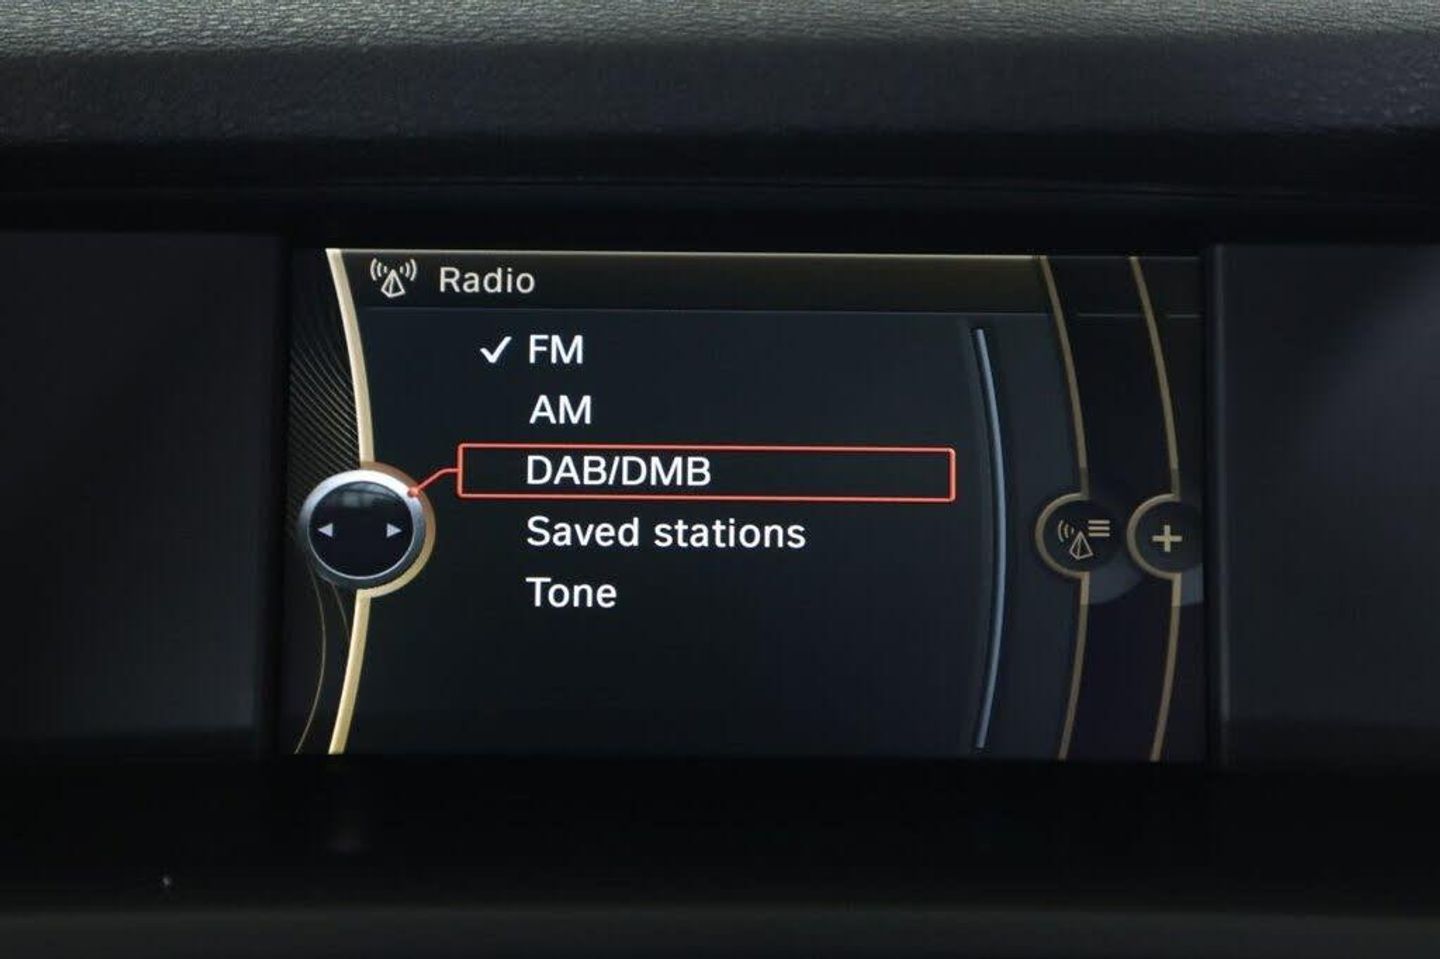 Radio
FM
AM
DAB/DMB
Saved stations
Tone